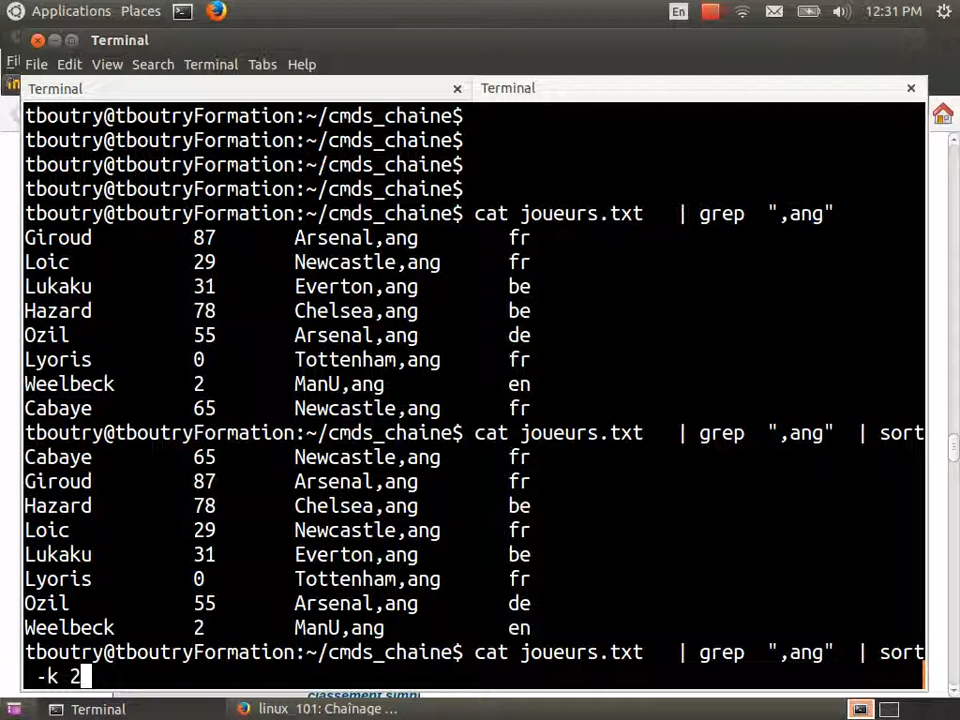 Applications Places En 12:31 PM
Terminal
File Edit View Search Terminal Tabs Help
Terminal × Terminal ×
tboutry@tboutryFormation:~/cmds_chaine$
tboutry@tboutryFormation:~/cmds_chaine$
tboutry@tboutryFormation:~/cmds_chaine$
tboutry@tboutryFormation:~/cmds_chaine$
tboutry@tboutryFormation:~/cmds_chaine$ cat joueurs.txt | grep ",ang"
Giroud 87 Arsenal,ang fr
Loic 29 Newcastle,ang fr
Lukaku 31 Everton,ang be
Hazard 78 Chelsea,ang be
Ozil 55 Arsenal,ang de
Lyoris 0 Tottenham,ang fr
Weelbeck 2 ManU,ang en
Cabaye 65 Newcastle,ang fr
tboutry@tboutryFormation:~/cmds_chaine$ cat joueurs.txt | grep ",ang" | sort
Cabaye 65 Newcastle,ang fr
Giroud 87 Arsenal,ang fr
Hazard 78 Chelsea,ang be
Loic 29 Newcastle,ang fr
Lukaku 31 Everton,ang be
Lyoris 0 Tottenham,ang fr
Ozil 55 Arsenal,ang de
Weelbeck 2 ManU,ang en
tboutry@tboutryFormation:~/cmds_chaine$ cat joueurs.txt | grep ",ang" | sort
-k 2
Terminal linux_101: Chaînage ...